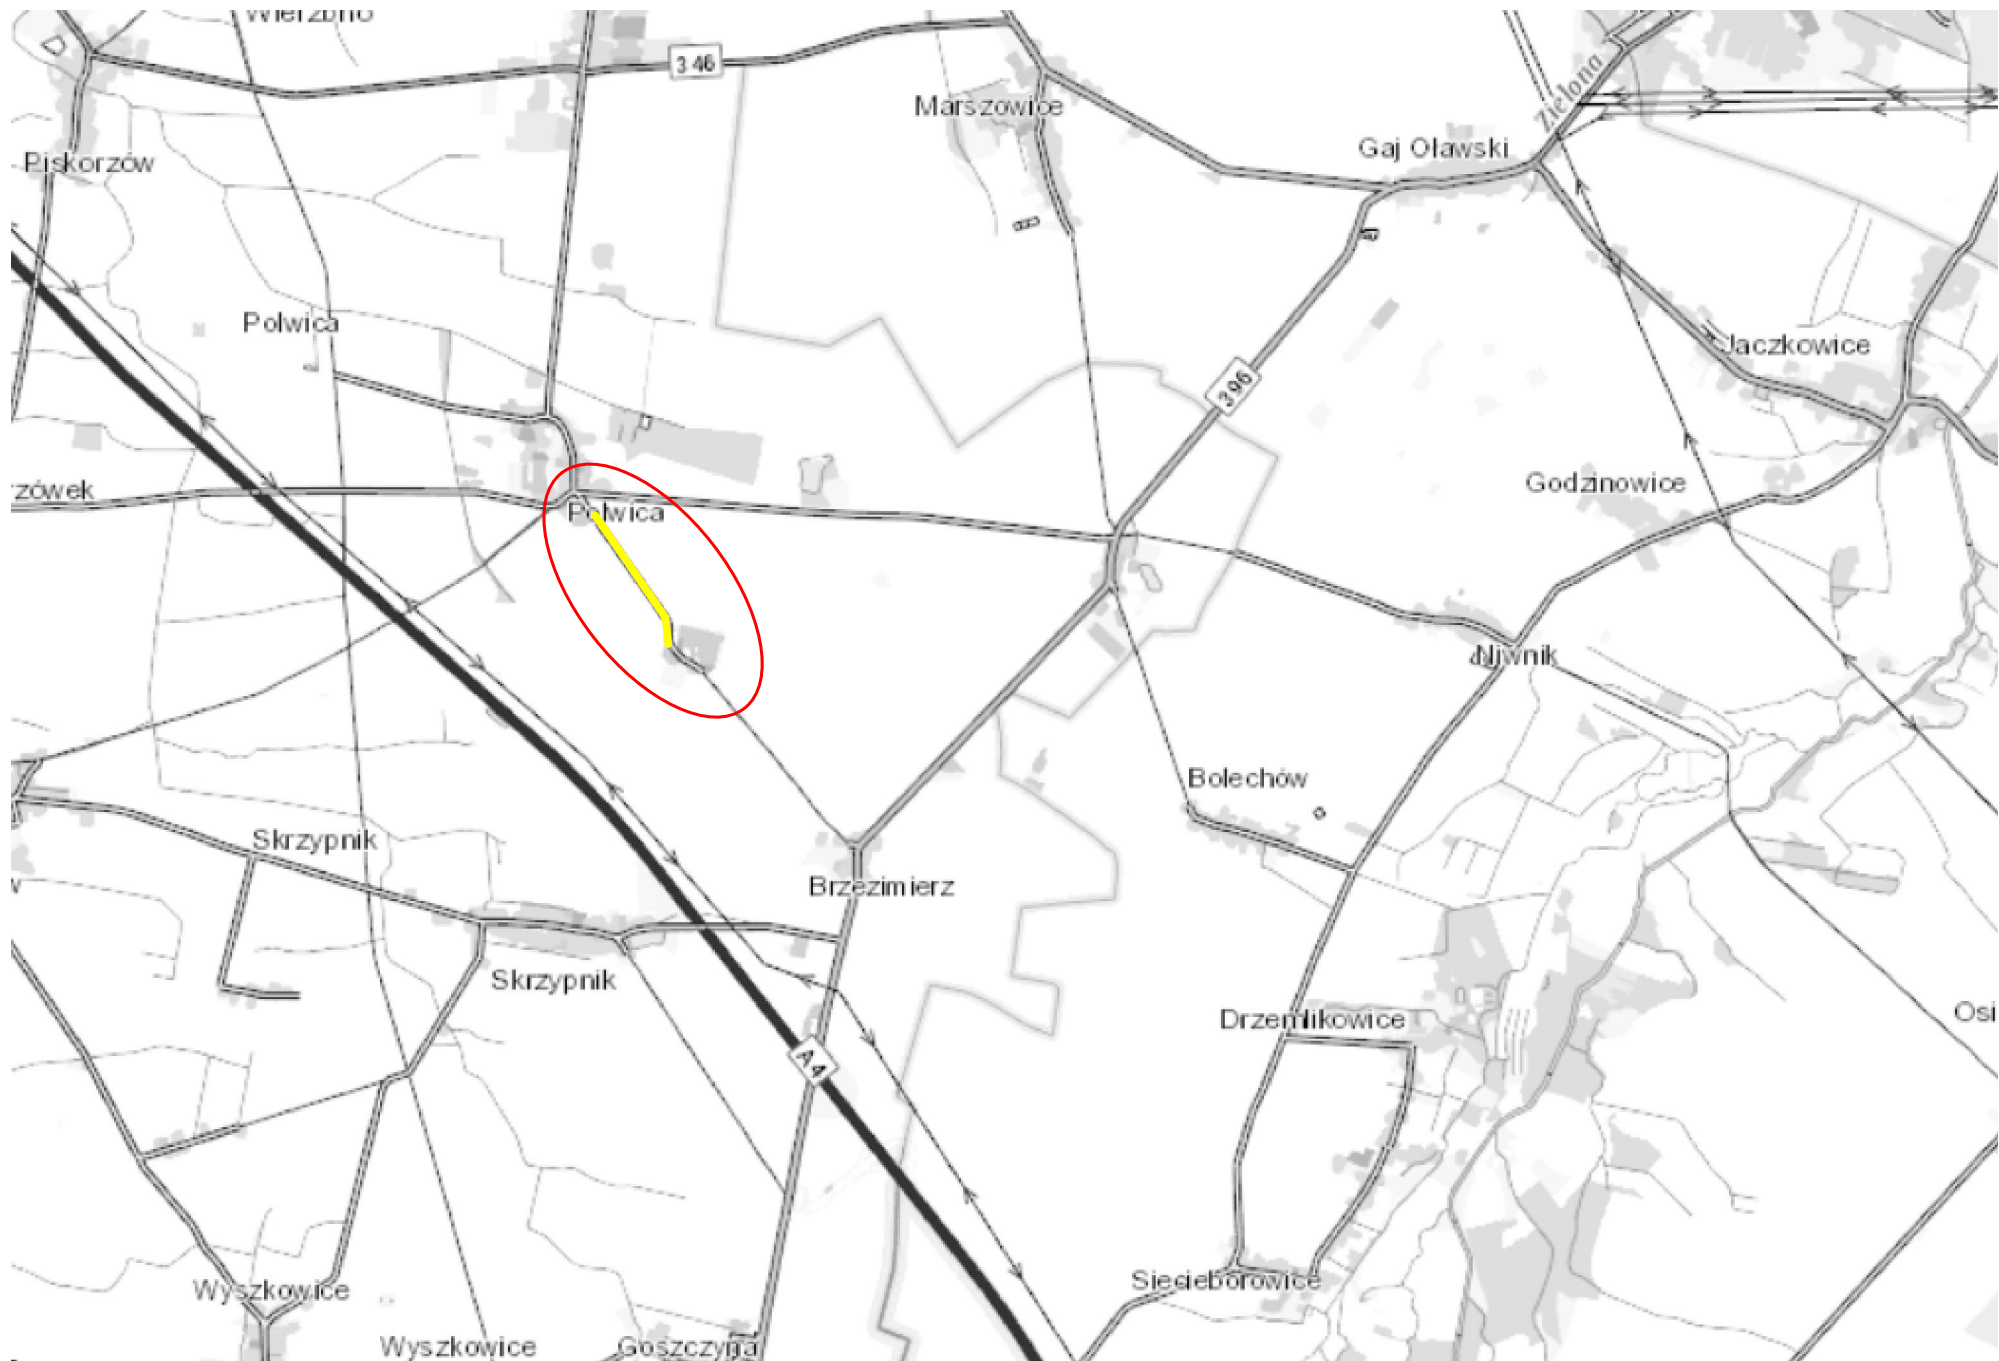 Wierzbno
346
Marszowice
Zielona
Gaj Oławski
Piskorzów
Polwica
Jaczkowice
396
Godzinowice
zówek
Polwica
Niwnik
Bolechów
Skrzypnik
Brzezimierz
w
Skrzypnik
Osi
Drzemlikowice
A4
Siecieborowice
Wyszkowice
Wyszkowice
Goszczyna